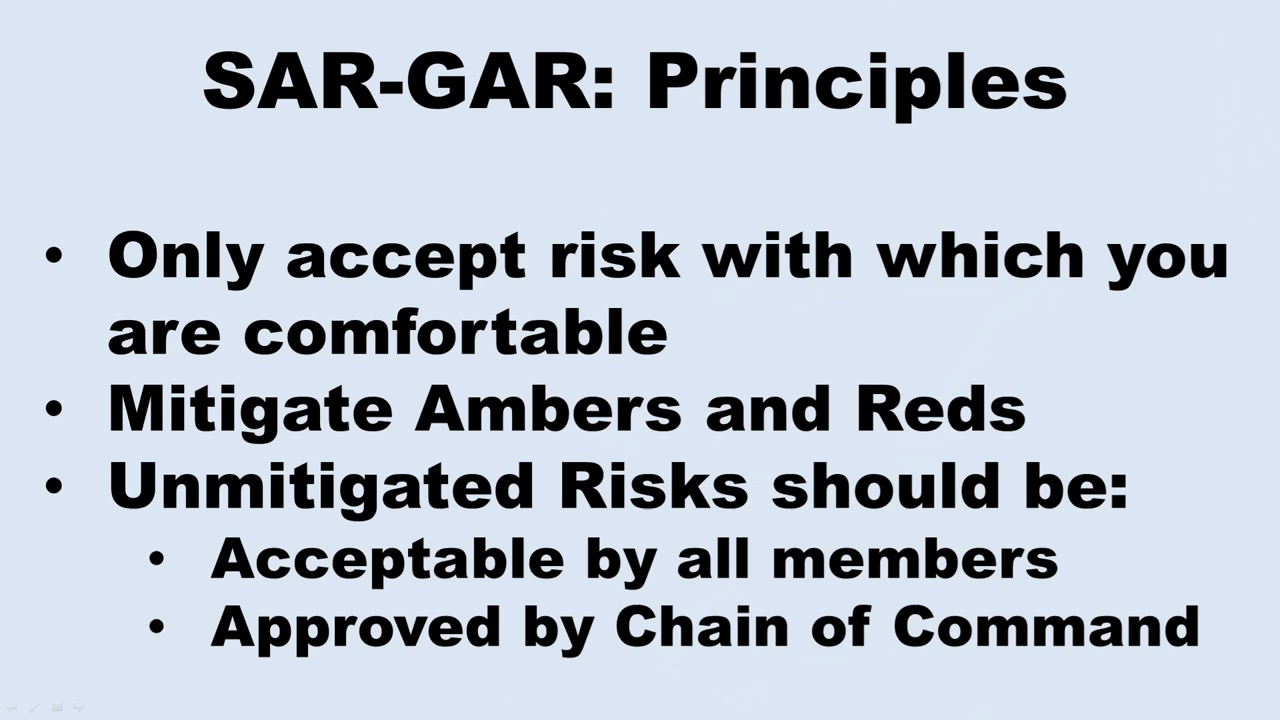 SAR-GAR: Principles
• Only accept risk with which you
are comfortable
• Mitigate Ambers and Reds
• Unmitigated Risks should be:
• Acceptable by all members
• Approved by Chain of Command